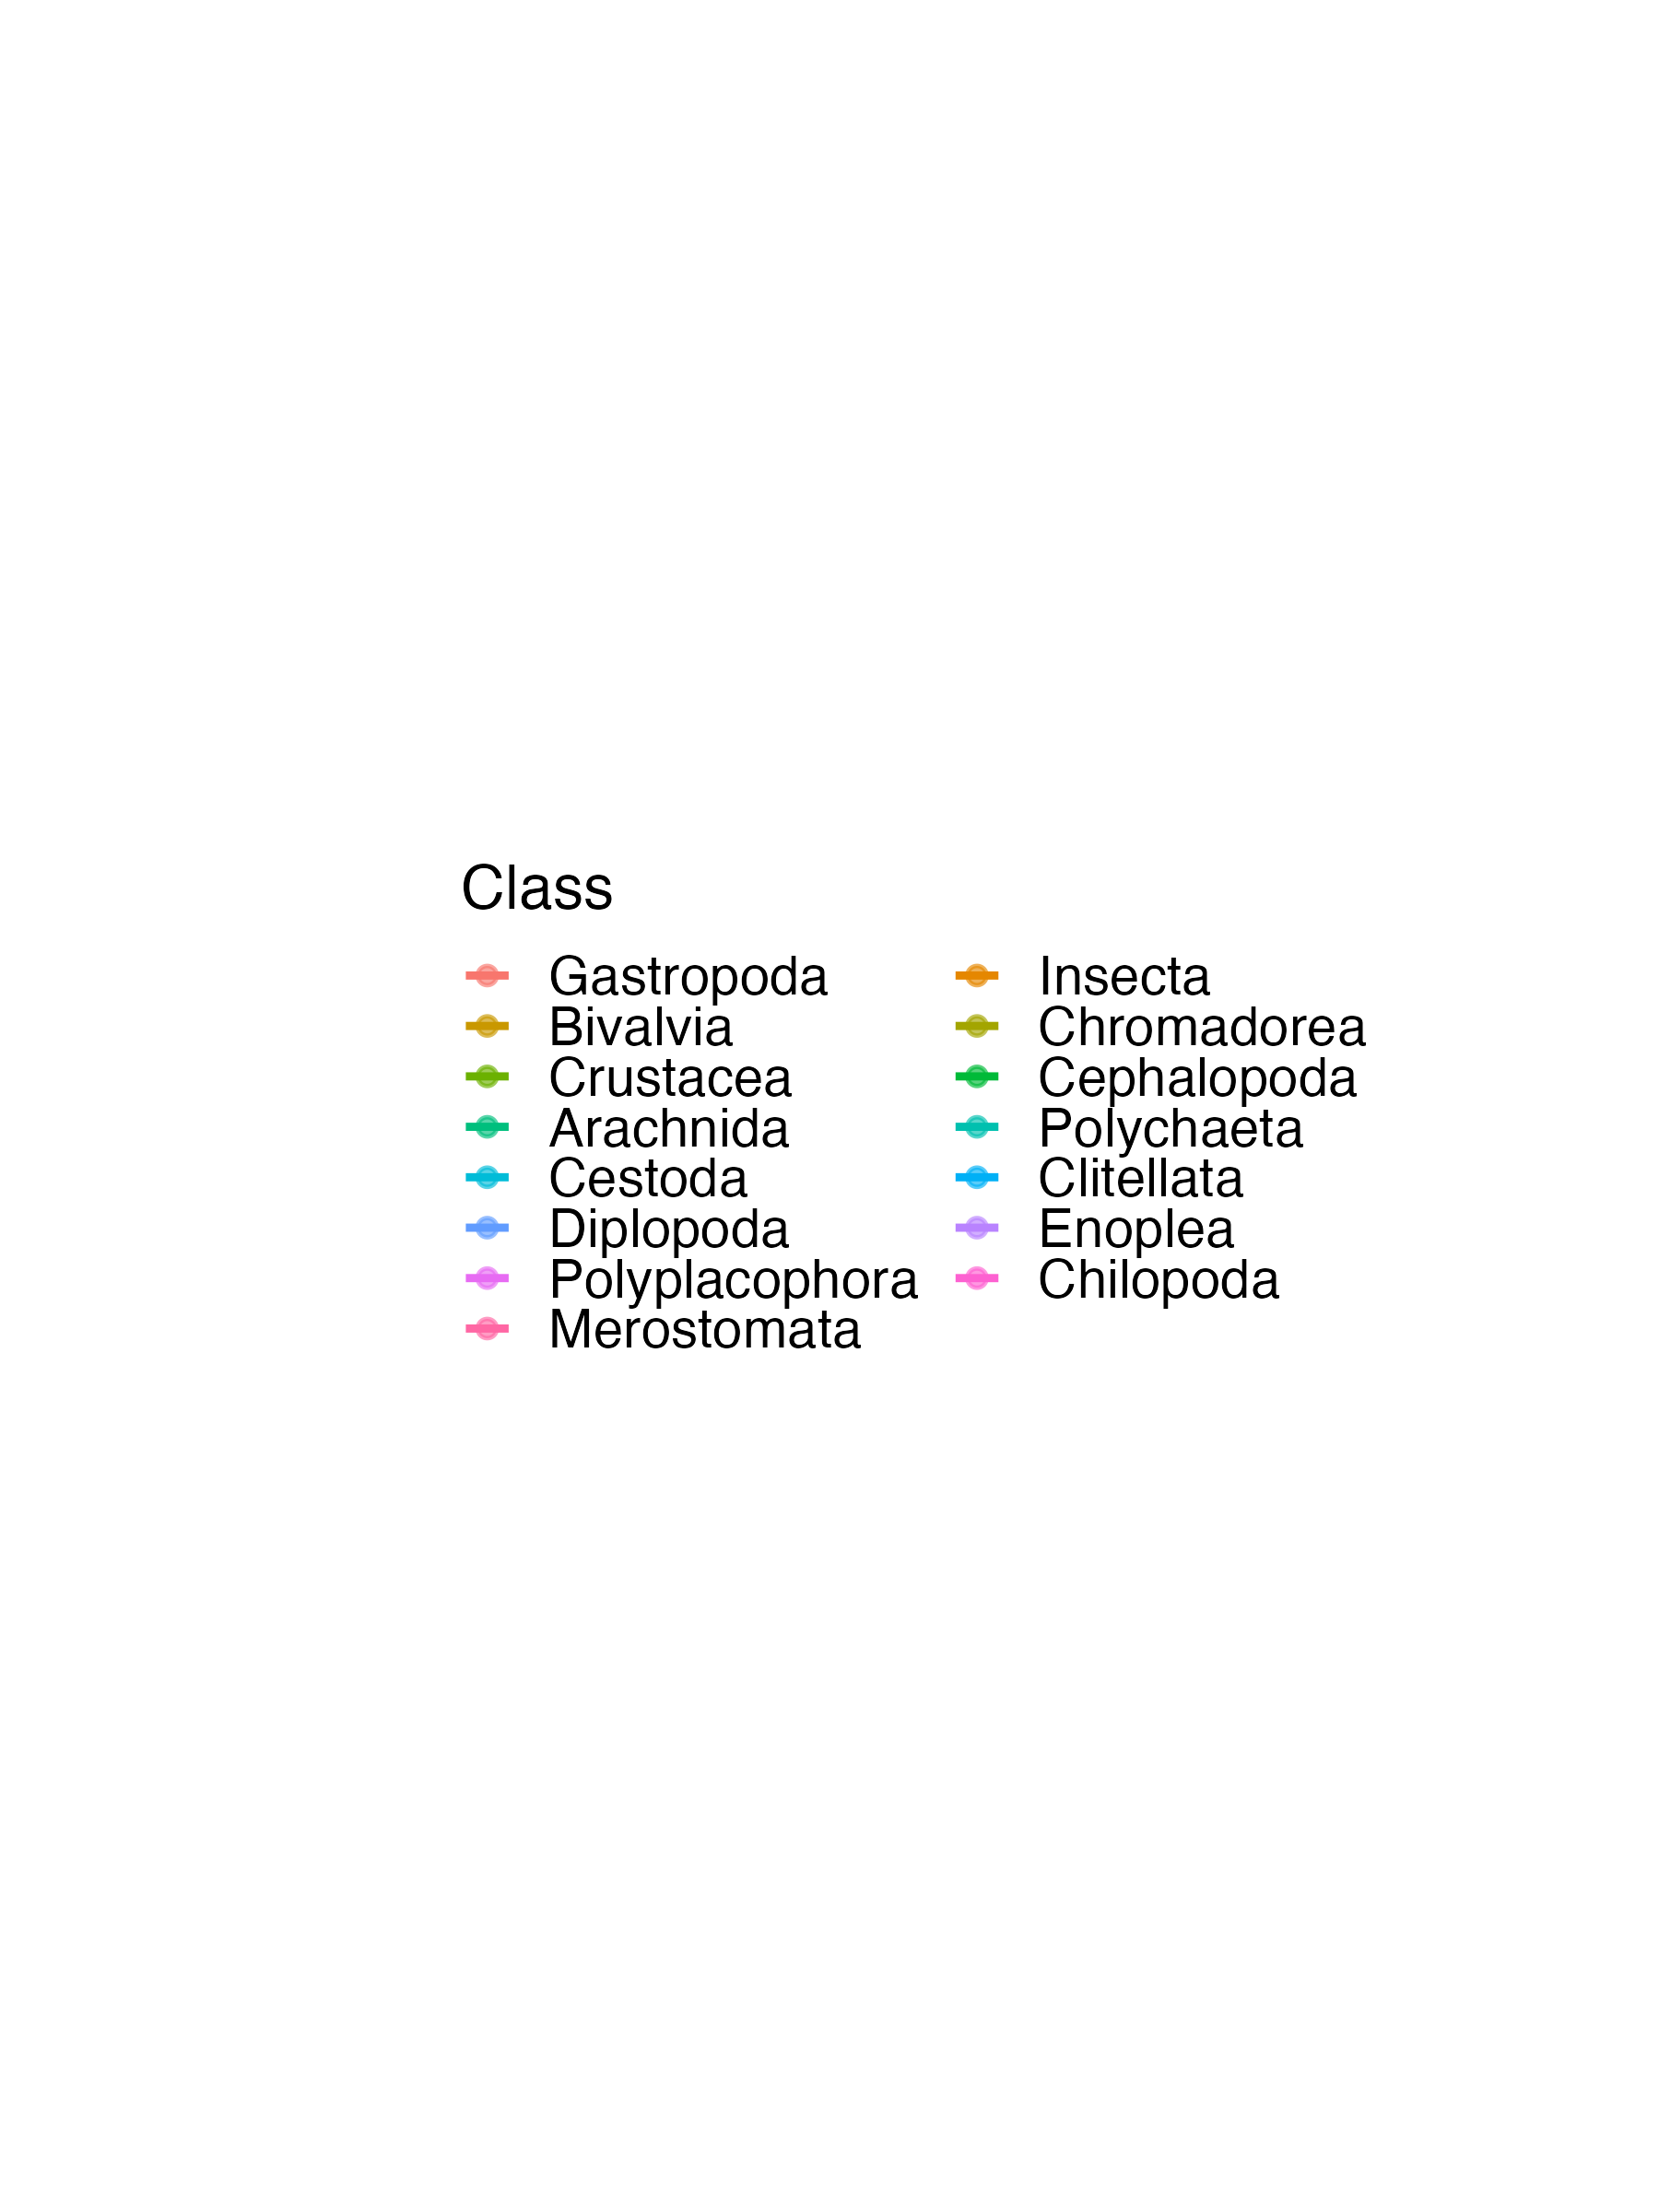 Class
Gastropoda Insecta
Bivalvia Chromadorea
Crustacea Cephalopoda
Arachnida Polychaeta
Cestoda Clitellata
Diplopoda Enoplea
Polyplacophora Chilopoda
Merostomata